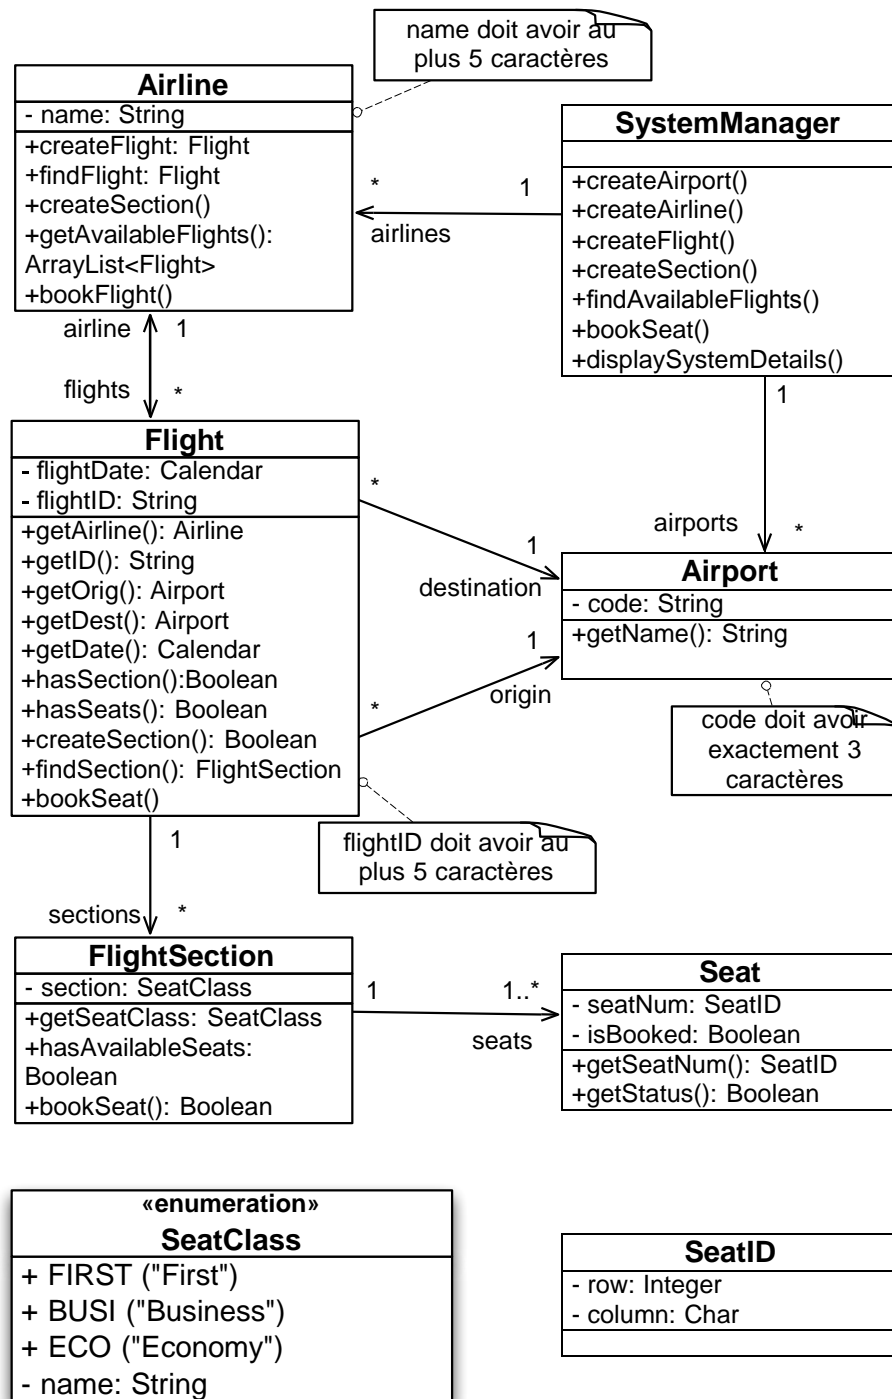 name doit avoir au
plus 5 caractères
Airline
- name: String
+createFlight: Flight
+findFlight: Flight
+createSection()
+getAvailableFlights():
ArrayList<Flight>
+bookFlight()
SystemManager
+createAirport()
+createAirline()
+createFlight()
+createSection()
+findAvailableFlights()
+bookSeat()
+displaySystemDetails()
*
1
airlines
airline
1
flights
*
1
airports
*
Flight
- flightDate: Calendar
- flightID: String
+getAirline(): Airline
+getID(): String
+getOrig(): Airport
+getDest(): Airport
+getDate(): Calendar
+hasSection():Boolean
+hasSeats(): Boolean
+createSection(): Boolean
+findSection(): FlightSection
+bookSeat()
*
1
destination
1
*
origin
Airport
- code: String
+getName(): String
code doit avoir
exactement 3
caractères
flightID doit avoir au
plus 5 caractères
1
sections
*
FlightSection
- section: SeatClass
+getSeatClass: SeatClass
+hasAvailableSeats:
Boolean
+bookSeat(): Boolean
1
1..*
seats
Seat
- seatNum: SeatID
- isBooked: Boolean
+getSeatNum(): SeatID
+getStatus(): Boolean
«enumeration»
SeatClass
+ FIRST ("First")
+ BUSI ("Business")
+ ECO ("Economy")
- name: String
SeatID
- row: Integer
- column: Char